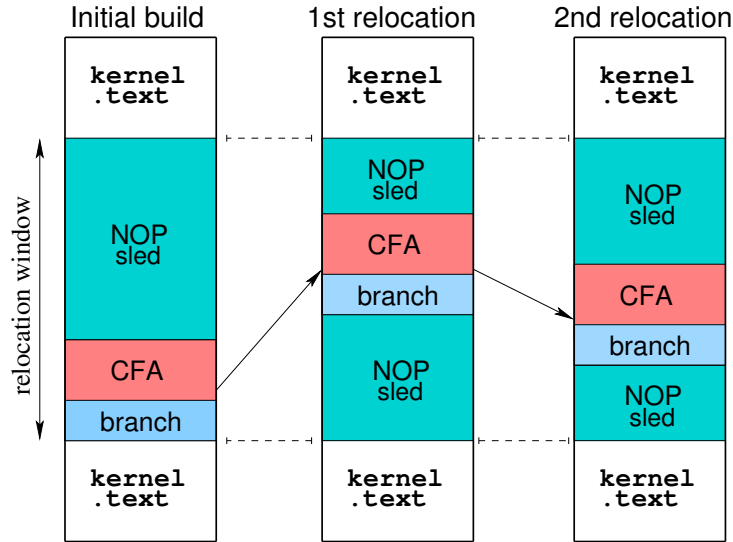 Initial build
1st relocation
2nd relocation
kernel
.text
kernel
.text
kernel
.text
relocation window
NOP
sled
CFA
branch
NOP
sled
CFA
branch
NOP
sled
NOP
sled
CFA
branch
NOP
sled
kernel
.text
kernel
.text
kernel
.text